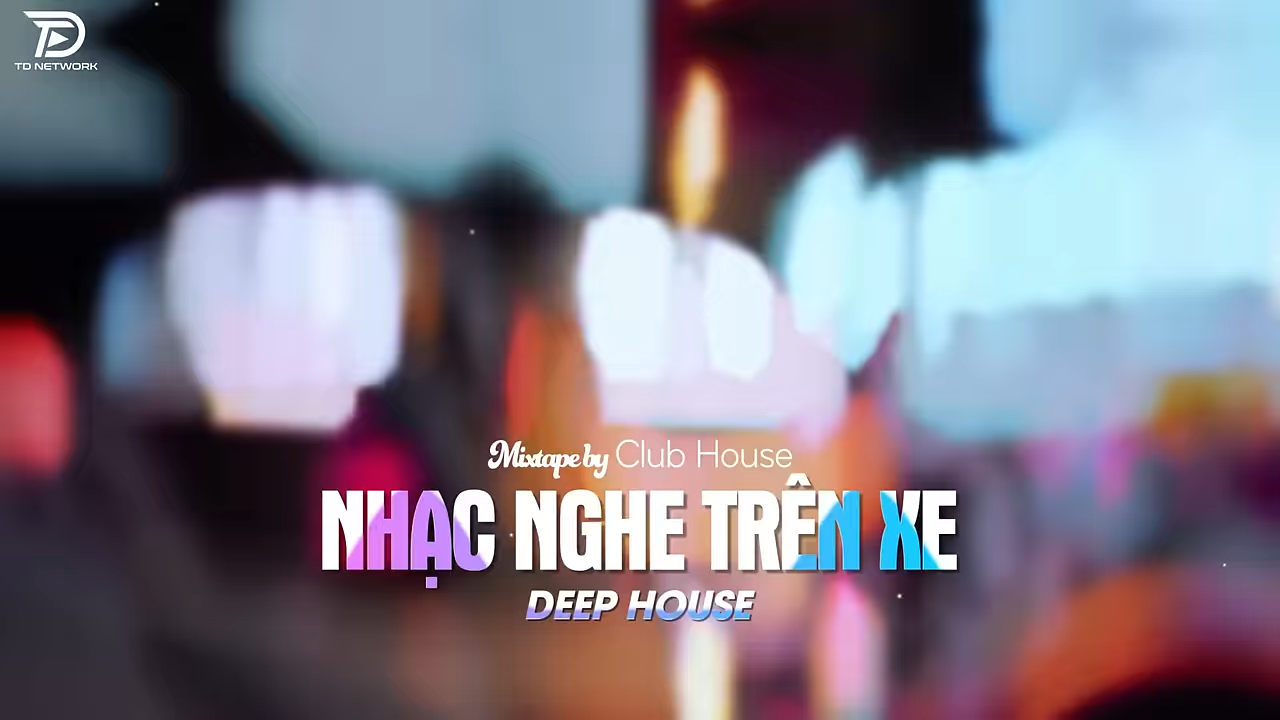 TD NETWORK
Mixtape by Club House
NHẠC NGHE TRÊN XE
DEEP HOUSE